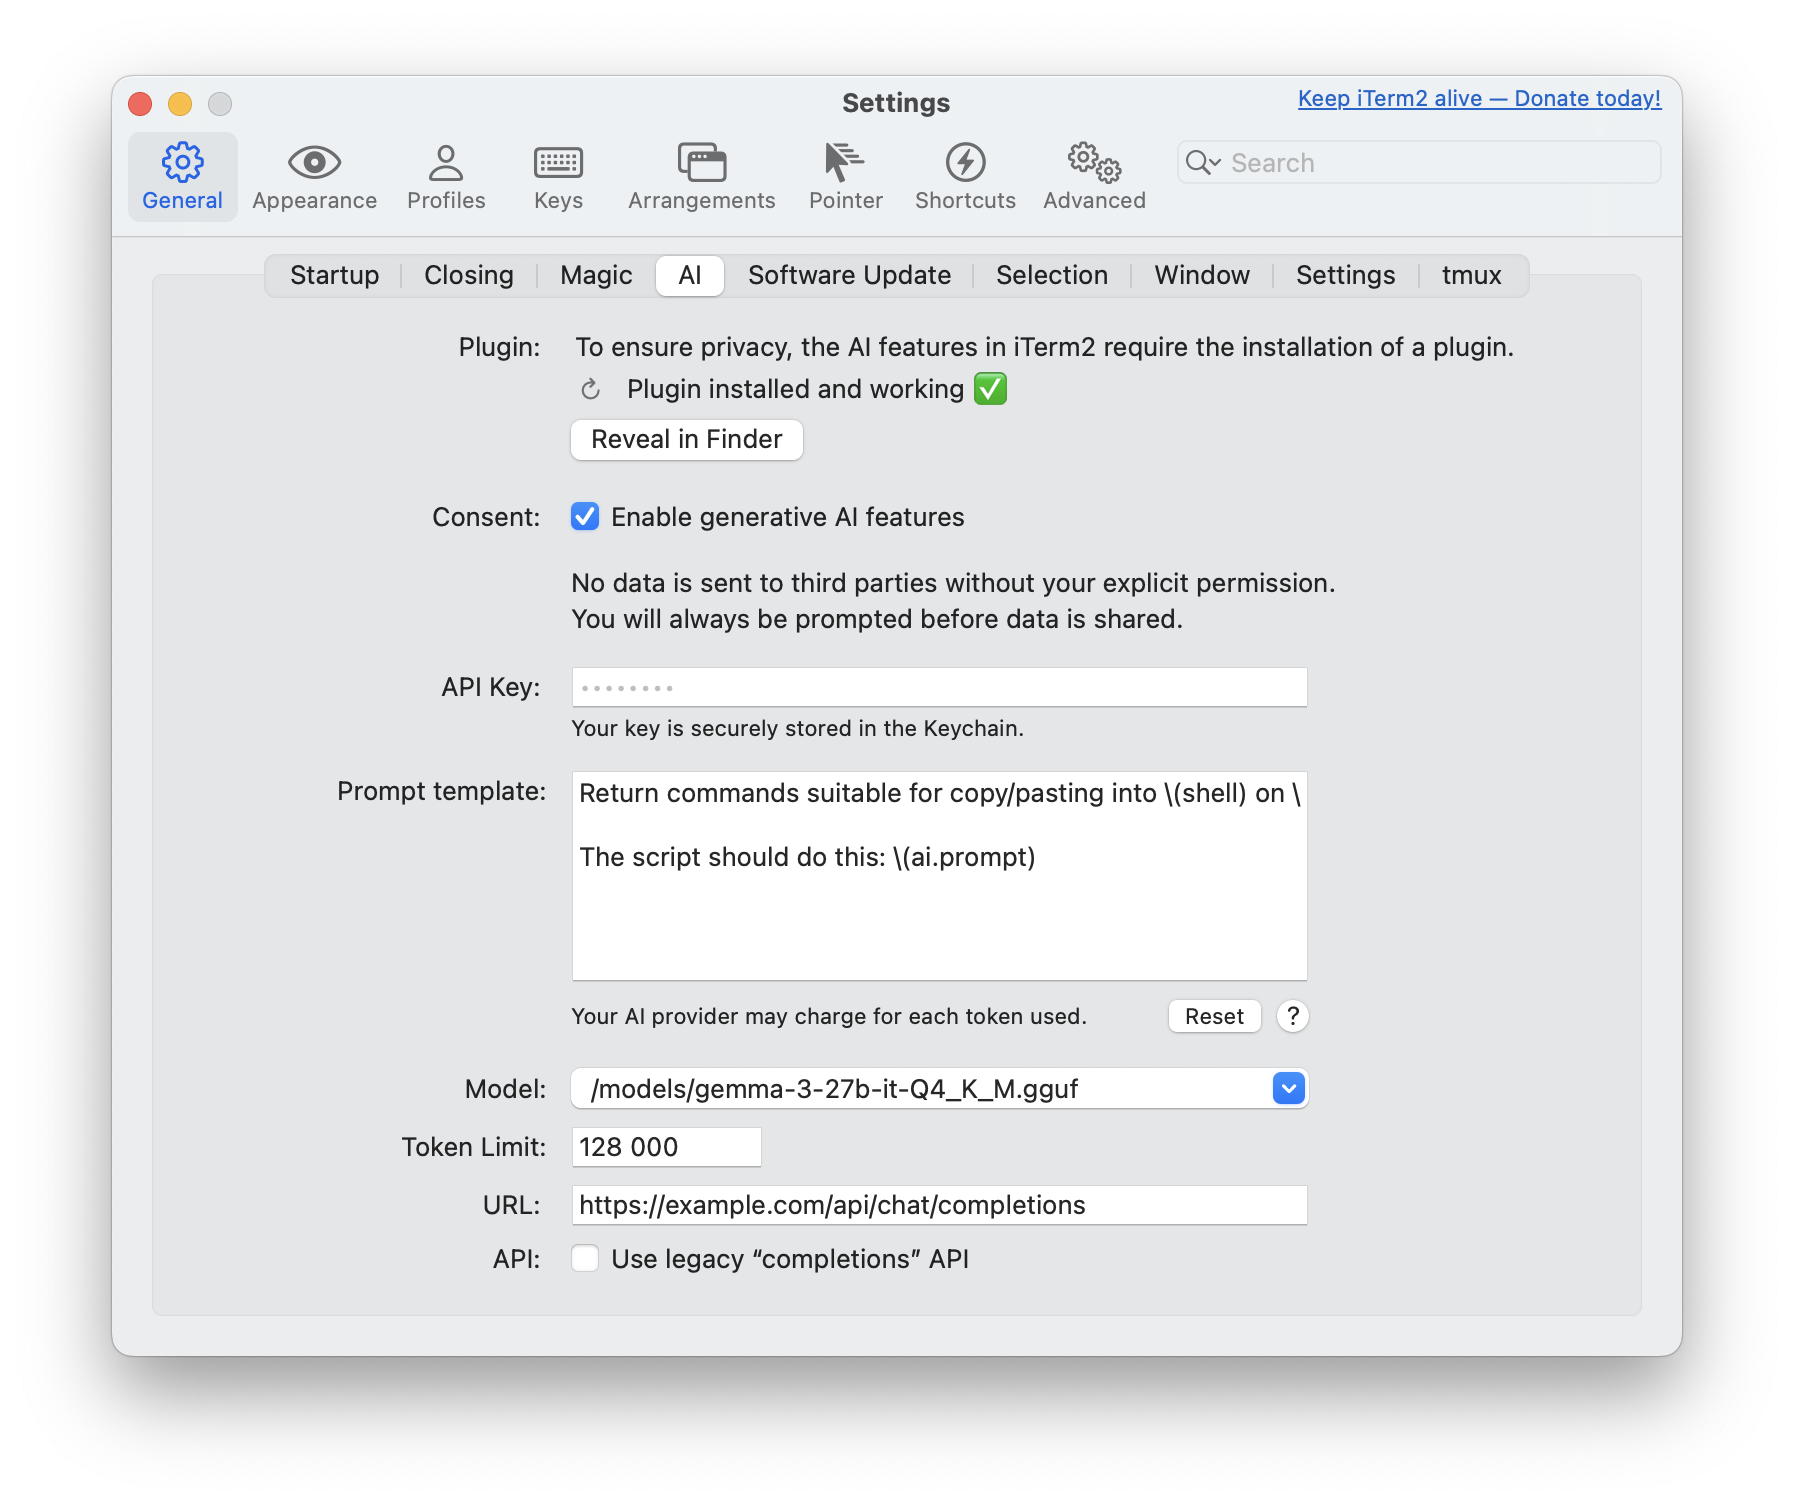 Settings
Keep iTerm2 alive — Donate today!
General
Appearance
Profiles
Keys
Arrangements
Pointer
Shortcuts
Advanced
Search
Startup
Closing
Magic
AI
Software Update
Selection
Window
Settings
tmux
Plugin:
To ensure privacy, the AI features in iTerm2 require the installation of a plugin.
Plugin installed and working ✅
Reveal in Finder
Consent:
Enable generative AI features
No data is sent to third parties without your explicit permission.
You will always be prompted before data is shared.
API Key:
••••••••
Your key is securely stored in the Keychain.
Prompt template:
Return commands suitable for copy/pasting into \(shell) on \
The script should do this: \(ai.prompt)
Your AI provider may charge for each token used.
Reset
?
Model:
/models/gemma-3-27b-it-Q4_K_M.gguf
Token Limit:
128 000
URL:
https://example.com/api/chat/completions
API:
Use legacy “completions” API